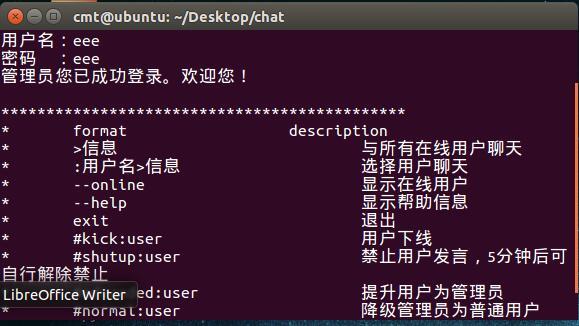 cmt@ubuntu: ~/Desktop/chat
用户名：eee
密码　：eee
管理员您已成功登录。欢迎您！
*********************************************
* format description
* >信息 与所有在线用户聊天
* :用户名>信息 选择用户聊天
* --online 显示在线用户
* --help 显示帮助信息
* exit 退出
* #kick:user 用户下线
* #shutup:user 禁止用户发言，5分钟后可
自行解除禁止
LibreOffice Writer ed:user 提升用户为管理员
* #normal:user 降级管理员为普通用户